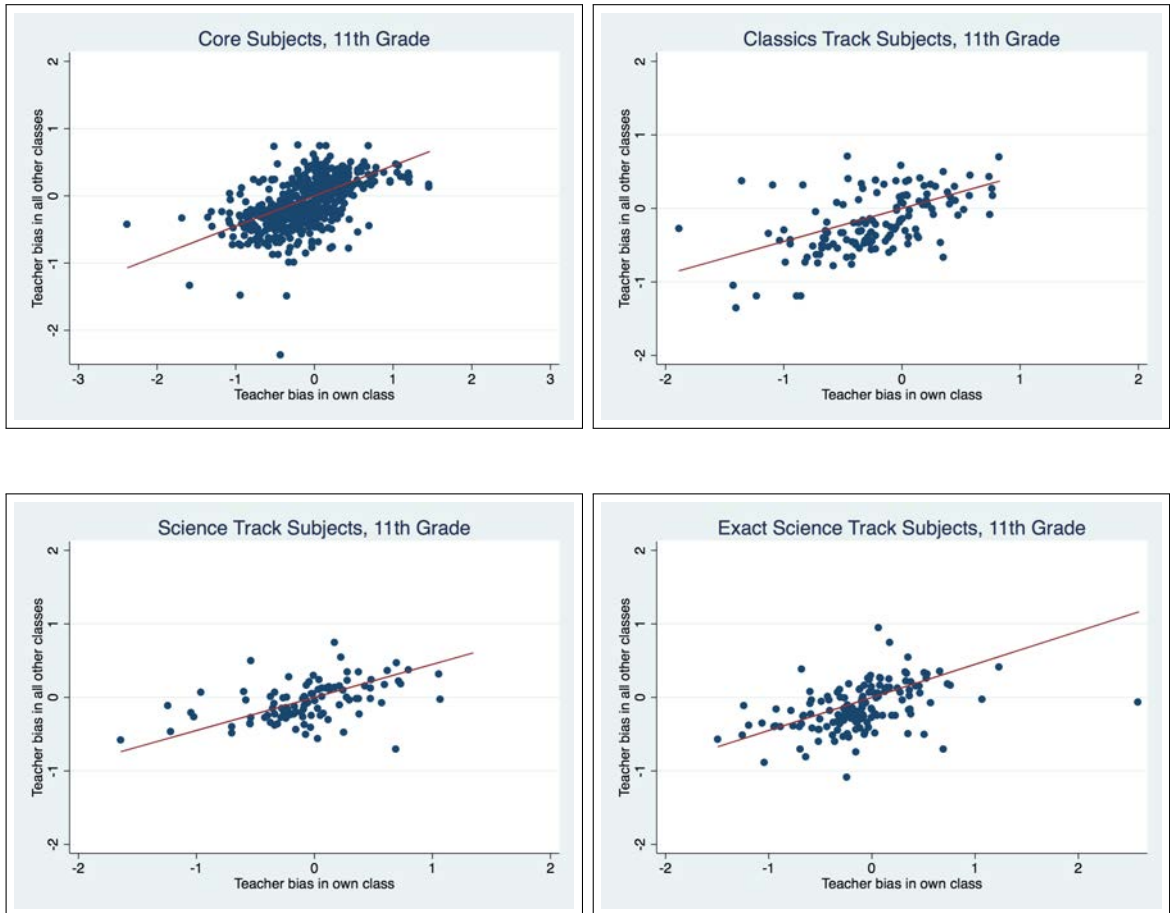 Core Subjects, 11th Grade
Teacher bias in all other classes
2
1
0
-1
-2
-3 -2 -1 0 1 2 3
Teacher bias in own class
Classics Track Subjects, 11th Grade
Teacher bias in all other classes
2
1
0
-1
-2
-2 -1 0 1 2
Teacher bias in own class
Science Track Subjects, 11th Grade
Teacher bias in all other classes
2
1
0
-1
-2
-2 -1 0 1 2
Teacher bias in own class
Exact Science Track Subjects, 11th Grade
Teacher bias in all other classes
2
1
0
-1
-2
-2 -1 0 1 2
Teacher bias in own class